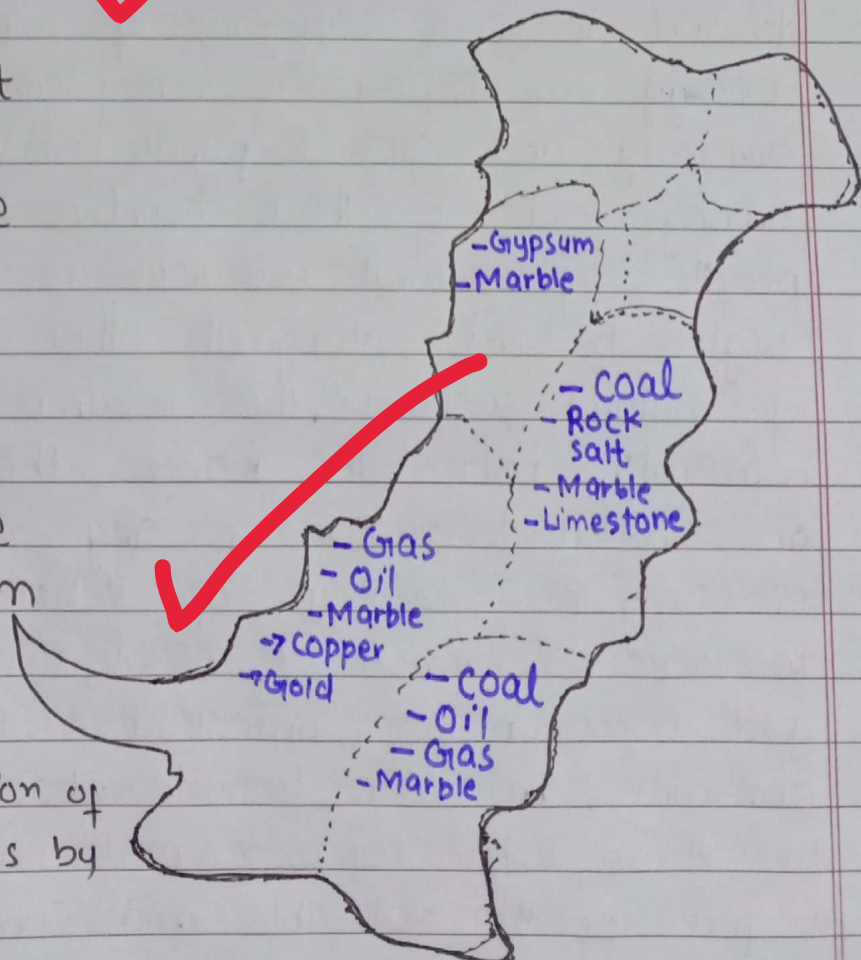 t
e
- Gypsum
- Marble
- Coal
- Rock
salt
- Marble
- Limestone
e
m
- Gas
- Oil
- Marble
→ Copper
→ Gold
- Coal
- Oil
- Gas
- Marble
on of
s by